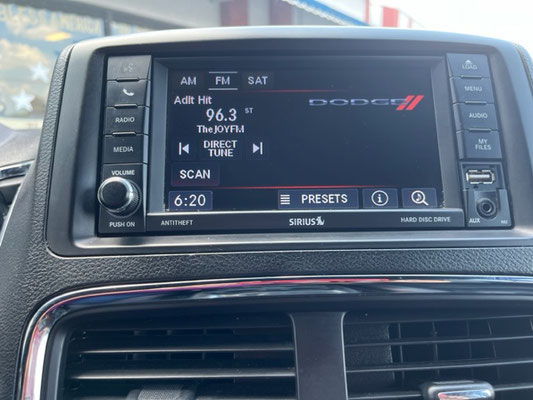 AM FM SAT
LOAD
Adlt Hit
DODGE
MENU
96.3 ST
TheJOYFM
RADIO
AUDIO
DIRECT
TUNE
MEDIA
MY
FILES
SCAN
VOLUME
6:20
PRESETS
PUSH ON
ANTITHEFT
SIRIUS
HARD DISC DRIVE
AUX